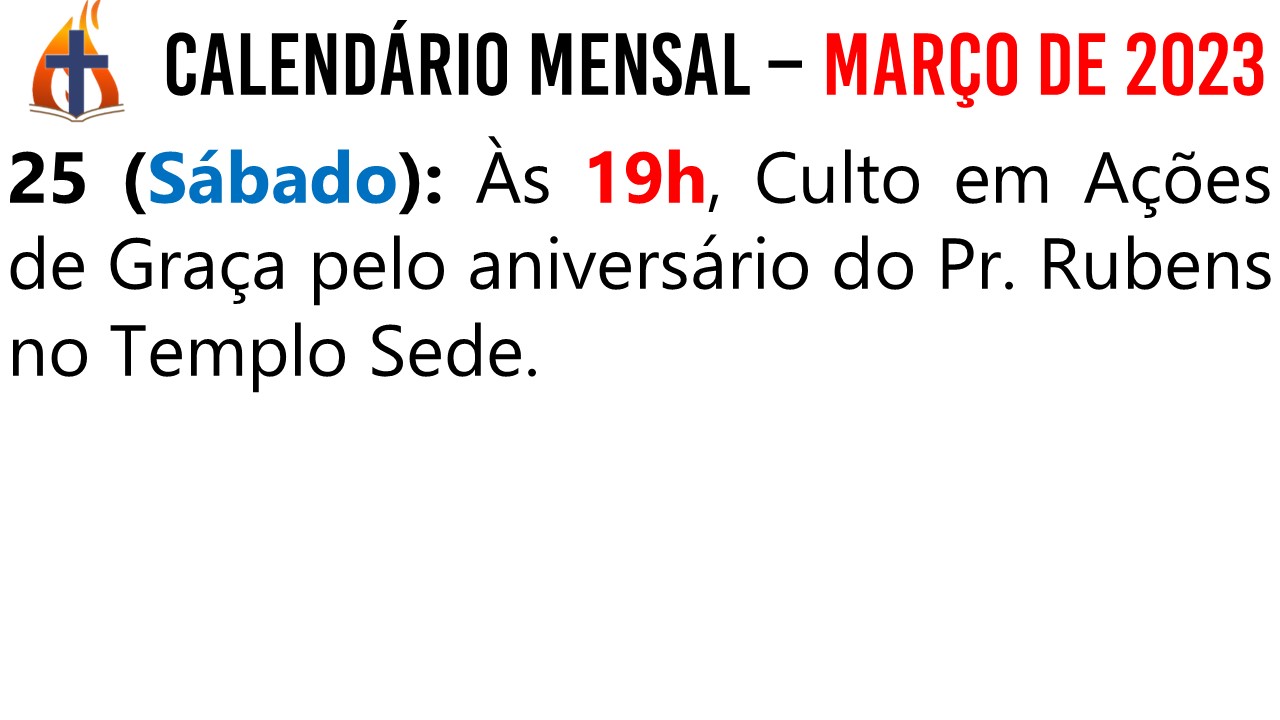 CALENDÁRIO MENSAL – MARÇO DE 2023
25 (Sábado): Às 19h, Culto em Ações
de Graça pelo aniversário do Pr. Rubens
no Templo Sede.